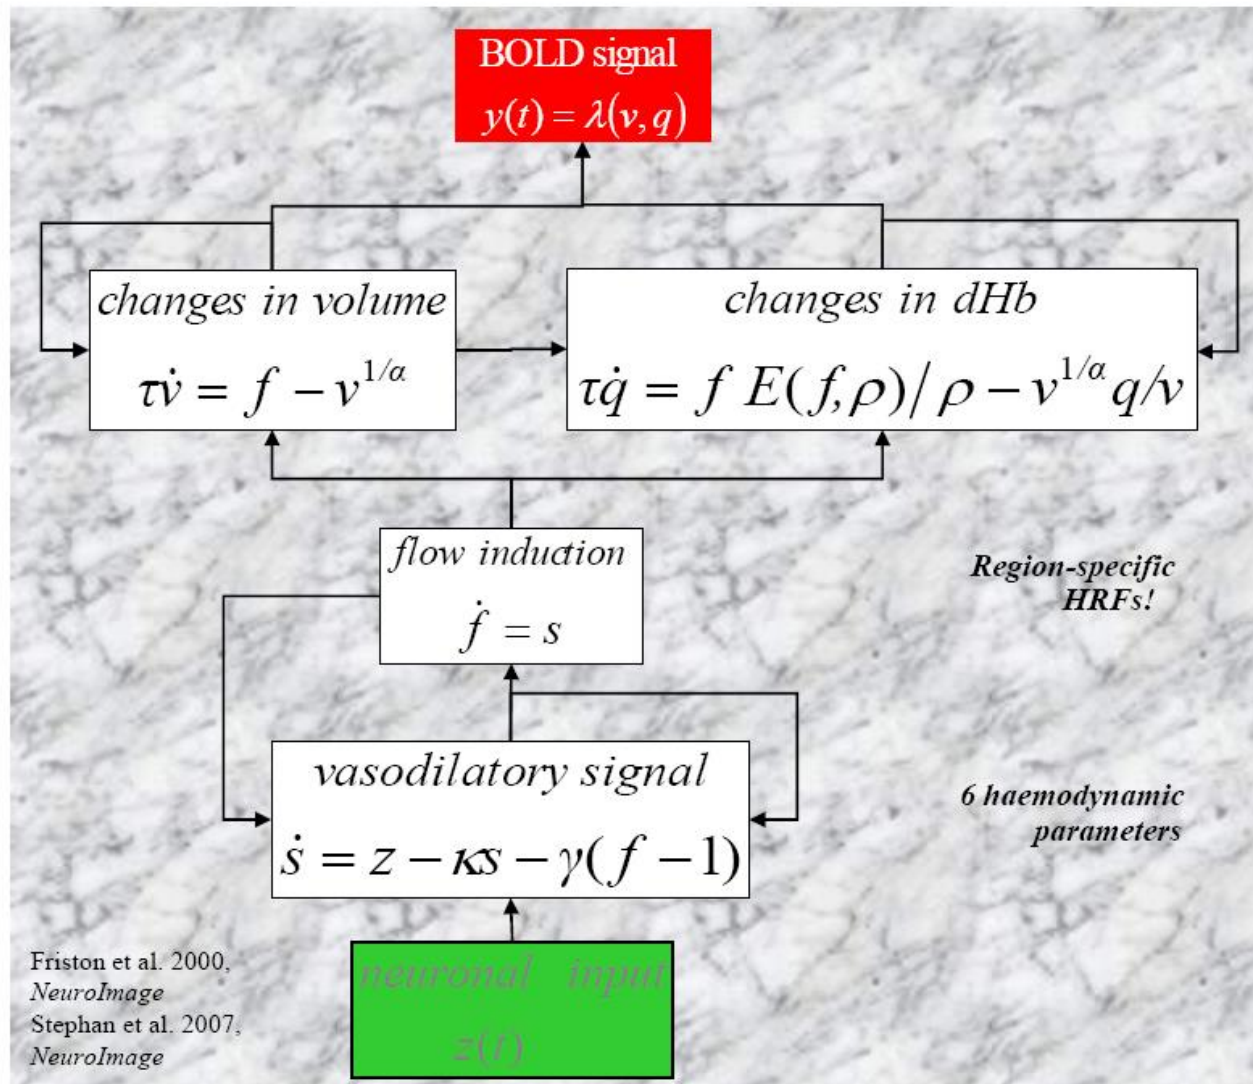 BOLD signal
y(t) = λ(v, q)
changes in volume
τv̇ = f − v^{1/α}
changes in dHb
τq̇ = f E(f,ρ)/ρ − v^{1/α} q/v
flow induction
ḟ = s
Region-specific
HRFs!
vasodilatory signal
ṡ = z − κs − γ(f − 1)
6 haemodynamic
parameters
neuronal input
z(t)
Friston et al. 2000,
NeuroImage
Stephan et al. 2007,
NeuroImage